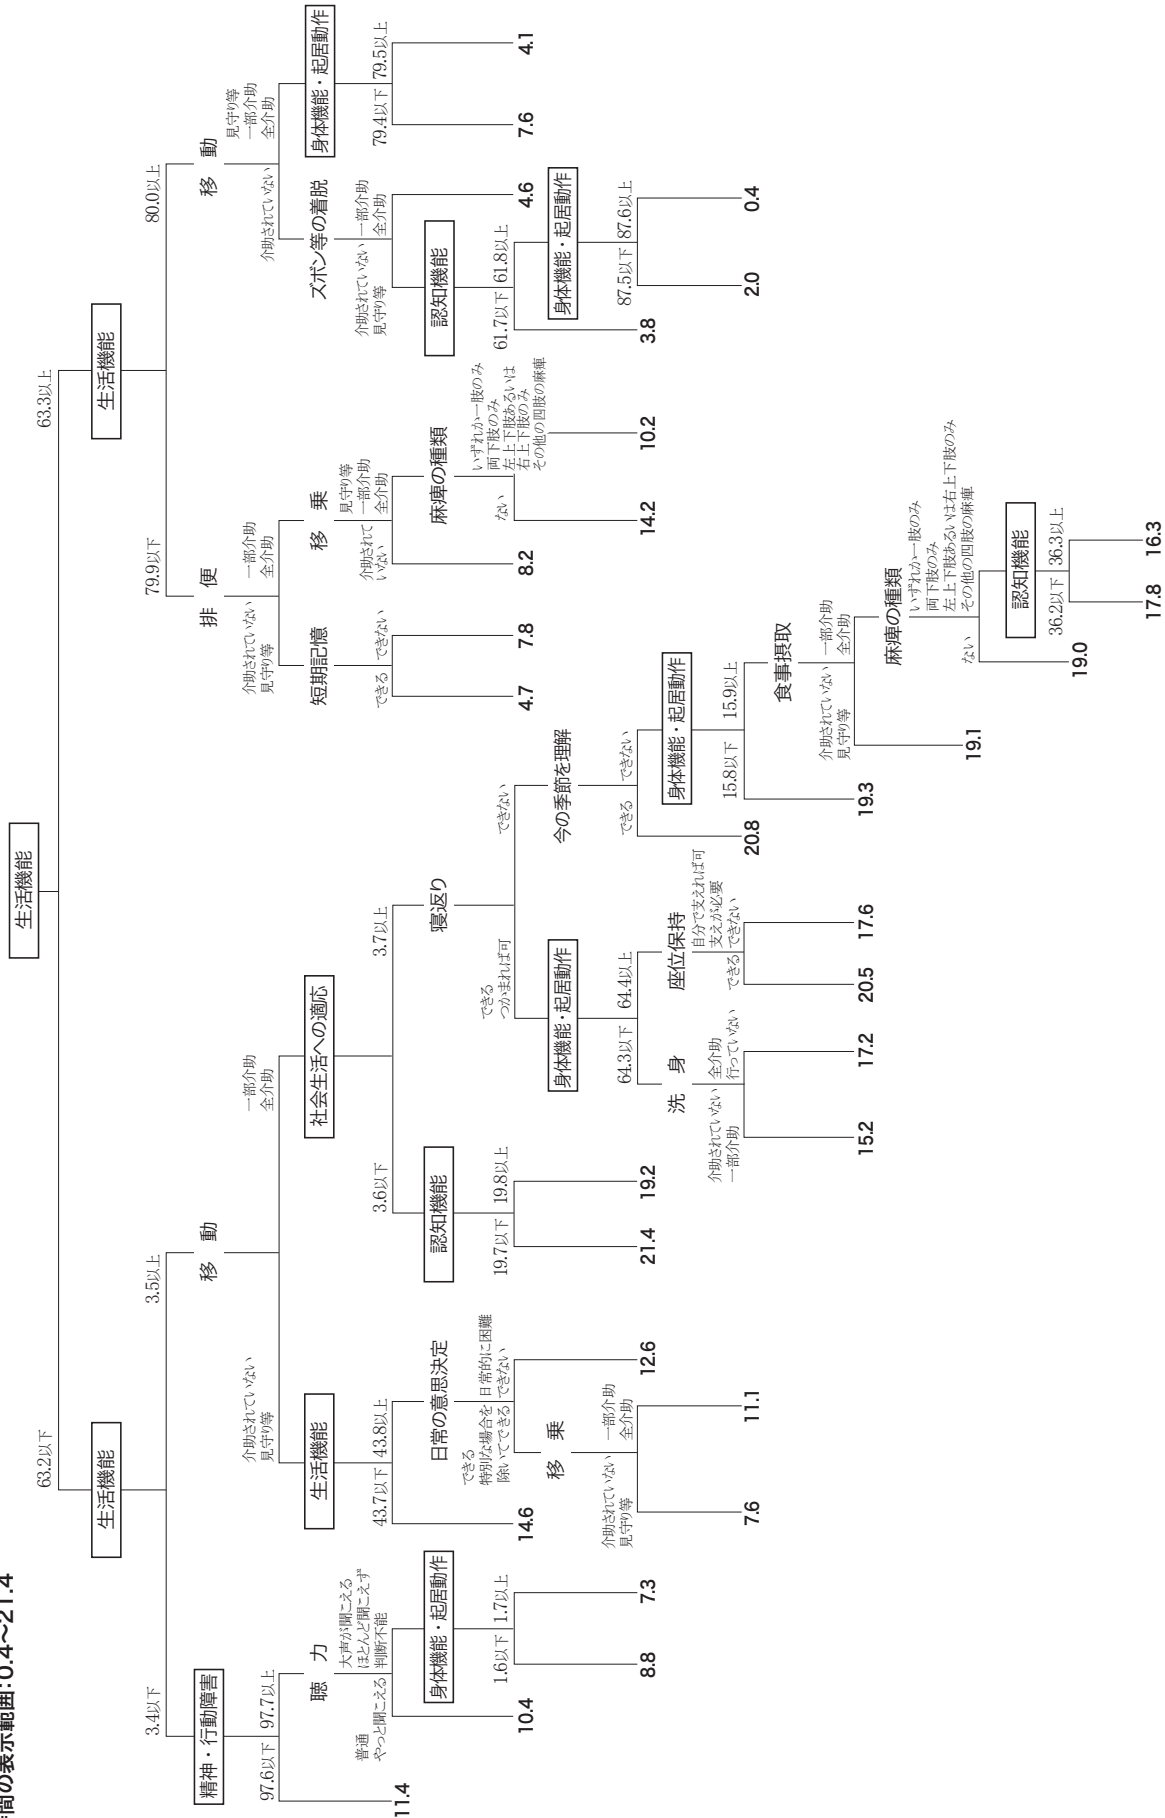 間の表示範囲：0.4～21.4
生活機能
63.2以下
63.3以上
生活機能
3.4以下
3.5以上
精神・行動障害
97.6以下
97.7以上
11.4
聴力
普通
やっと聞こえる
大声が聞こえる
ほとんど聞こえず
判断不能
10.4
身体機能・起居動作
1.6以下
1.7以上
8.8
7.3
移動
介助されていない
見守り等
一部介助
全介助
生活機能
43.7以下
43.8以上
14.6
日常の意思決定
できる
特別な場合を
除いてできる
日常的に困難
できない
移乗
介助されていない
見守り等
一部介助
全介助
7.6
11.1
12.6
社会生活への適応
3.6以下
3.7以上
認知機能
19.7以下
19.8以上
21.4
19.2
寝返り
できる
つかまれば可
できない
身体機能・起居動作
64.3以下
64.4以上
洗身
介助されていない
一部介助
全介助
行っていない
15.2
17.2
座位保持
できる
自分で支えれば可
支えが必要
できない
20.5
17.6
今の季節を理解
できる
できない
20.8
身体機能・起居動作
15.8以下
15.9以上
19.3
食事摂取
介助されていない
見守り等
一部介助
全介助
19.1
麻痺の種類
ない
いずれか一肢のみ
両下肢のみ
左上下肢あるいは右上下肢のみ
その他の四肢の麻痺
19.0
認知機能
36.2以下
36.3以上
17.8
16.3
生活機能
79.9以下
80.0以上
排便
介助されていない
見守り等
一部介助
全介助
短期記憶
できる
できない
4.7
7.8
移乗
介助されて
いない
見守り等
一部介助
全介助
8.2
麻痺の種類
ない
いずれか一肢のみ
両下肢のみ
左上下肢あるいは
右上下肢のみ
その他の四肢の麻痺
14.2
10.2
移動
介助されていない
見守り等
一部介助
全介助
ズボン等の着脱
介助されていない
見守り等
一部介助
全介助
認知機能
61.7以下
61.8以上
3.8
身体機能・起居動作
87.5以下
87.6以上
2.0
0.4
4.6
身体機能・起居動作
79.4以下
79.5以上
7.6
4.1